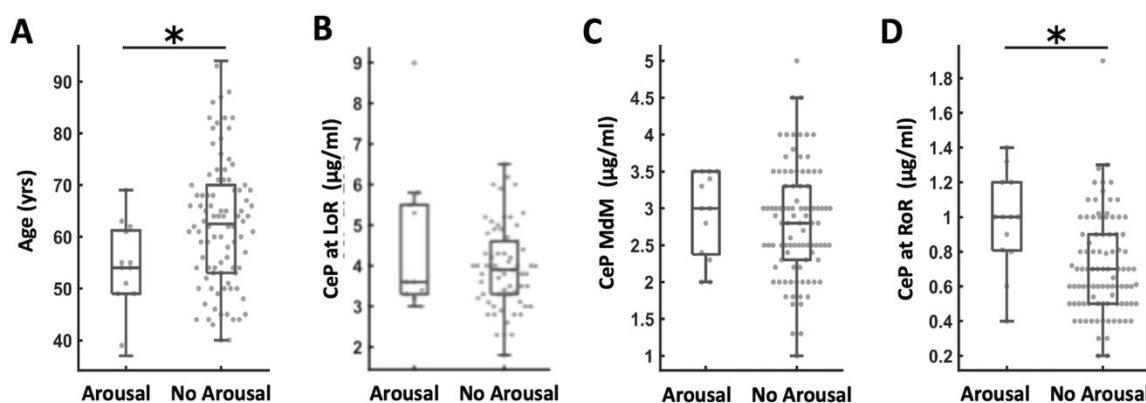 A
*
Age (yrs)
90
80
70
60
50
40
Arousal
No Arousal
B
CeP at LoR (µg/ml)
9
8
7
6
5
4
3
2
Arousal
No Arousal
C
CeP MdM (µg/ml)
5
4.5
4
3.5
3
2.5
2
1.5
1
Arousal
No Arousal
D
*
CeP at RoR (µg/ml)
1.8
1.6
1.4
1.2
1
0.8
0.6
0.4
0.2
Arousal
No Arousal